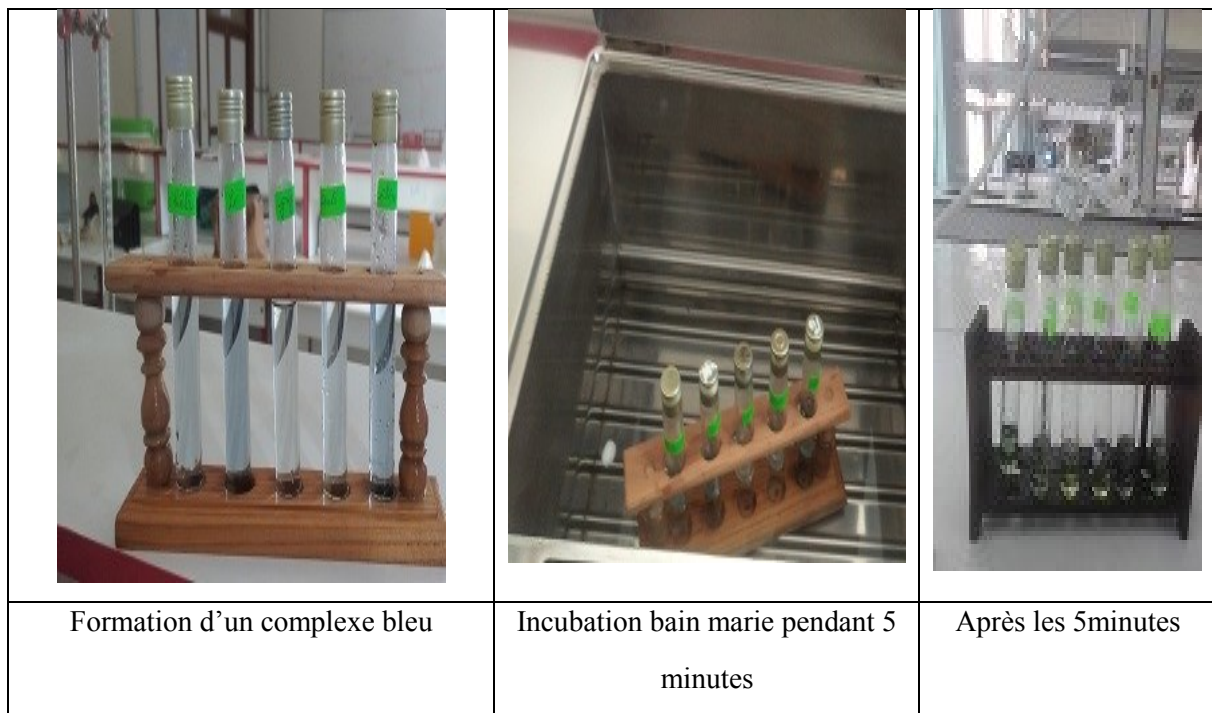 Formation d'un complexe bleu
Incubation bain marie pendant 5
minutes
Après les 5minutes